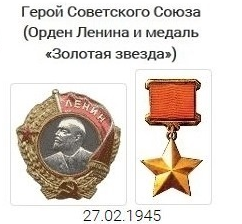 Герой Советского Союза
(Орден Ленина и медаль
«Золотая звезда»)
ЛЕНИН
27.02.1945